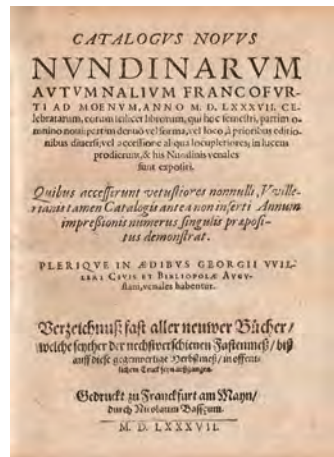 CATALOGVS NOVVS
NVNDINARVM
AVTVMNALIVM FRANCOFVR-
TI AD MOENVM, ANNO M. D. LXXXVII. CE-
lebratarum, eorum scilicet librorum, qui hoc semestri, partim o-
mnino noui, partim denuò vel forma, vel loco, à prioribus editio-
nibus diuersi, vel accessione aliqua locupletiores, in lucem
prodierunt, & his Nundinis venales
sunt expositi.
Quibus accesserunt vetustiores nonnulli, VVille-
rianis tamen Catalogis antea non inserti Annum
impreßionis numerus singulis præposi-
tus demonstrat.
PLERIQVE IN ÆDIBVS GEORGII VVIL-
LERI CIVIS ET BIBLIOPOLÆ AVGV-
stani, venales habentur.
Verzeichnuß fast aller neuwer Bücher/
welche seyther der nechstverschienen Fastenmeß/ biß
auff diese gegenwertige Herbstmeß/ in offent-
lichem Truck seyn außgangen.
Gedruckt zu Franckfurt am Mayn/
durch Nicolaum Bassæum.
M. D. LXXXVII.